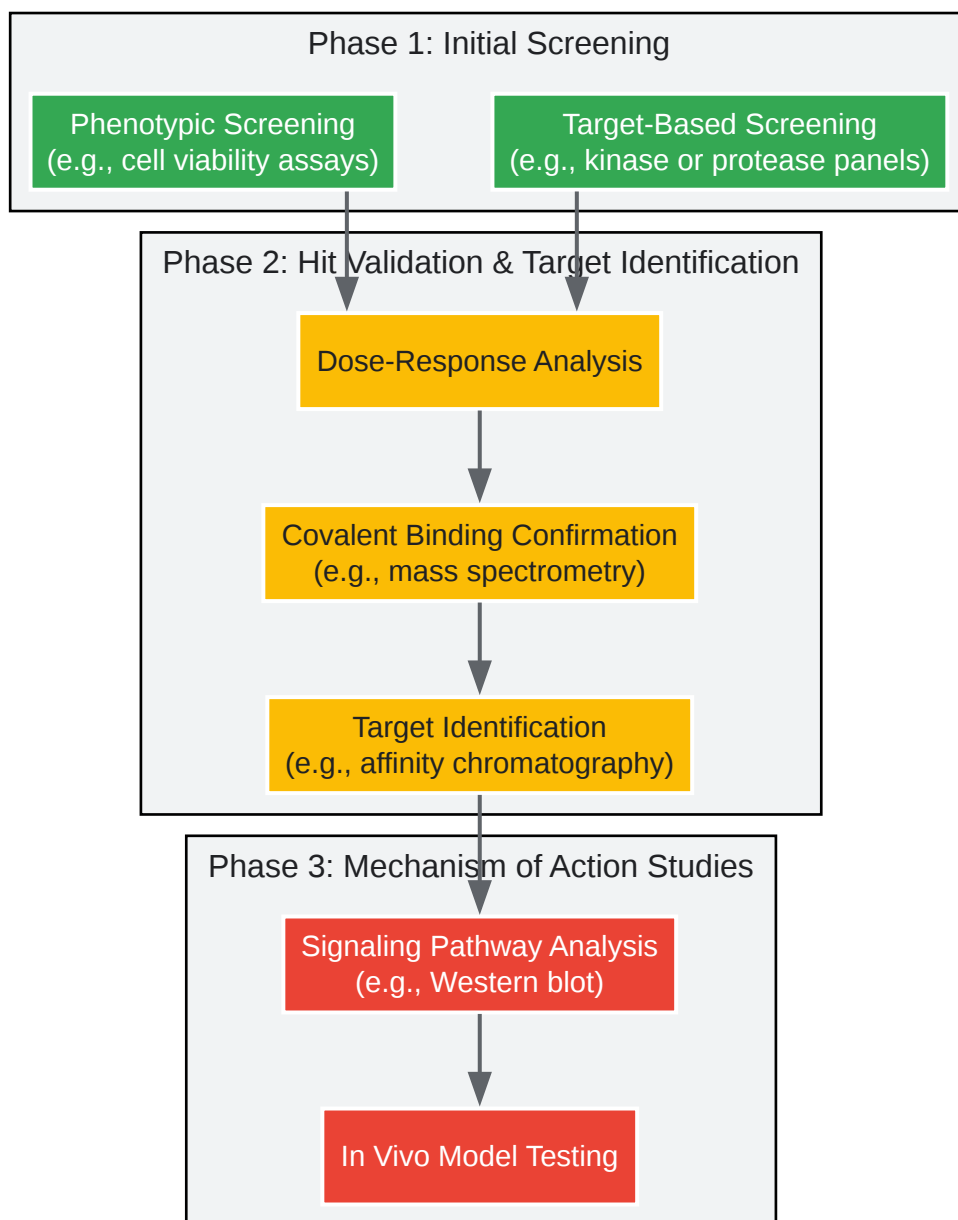 Phase 1: Initial Screening
Phenotypic Screening
(e.g., cell viability assays)
Target-Based Screening
(e.g., kinase or protease panels)
Phase 2: Hit Validation & Target Identification
Dose-Response Analysis
Covalent Binding Confirmation
(e.g., mass spectrometry)
Target Identification
(e.g., affinity chromatography)
Phase 3: Mechanism of Action Studies
Signaling Pathway Analysis
(e.g., Western blot)
In Vivo Model Testing